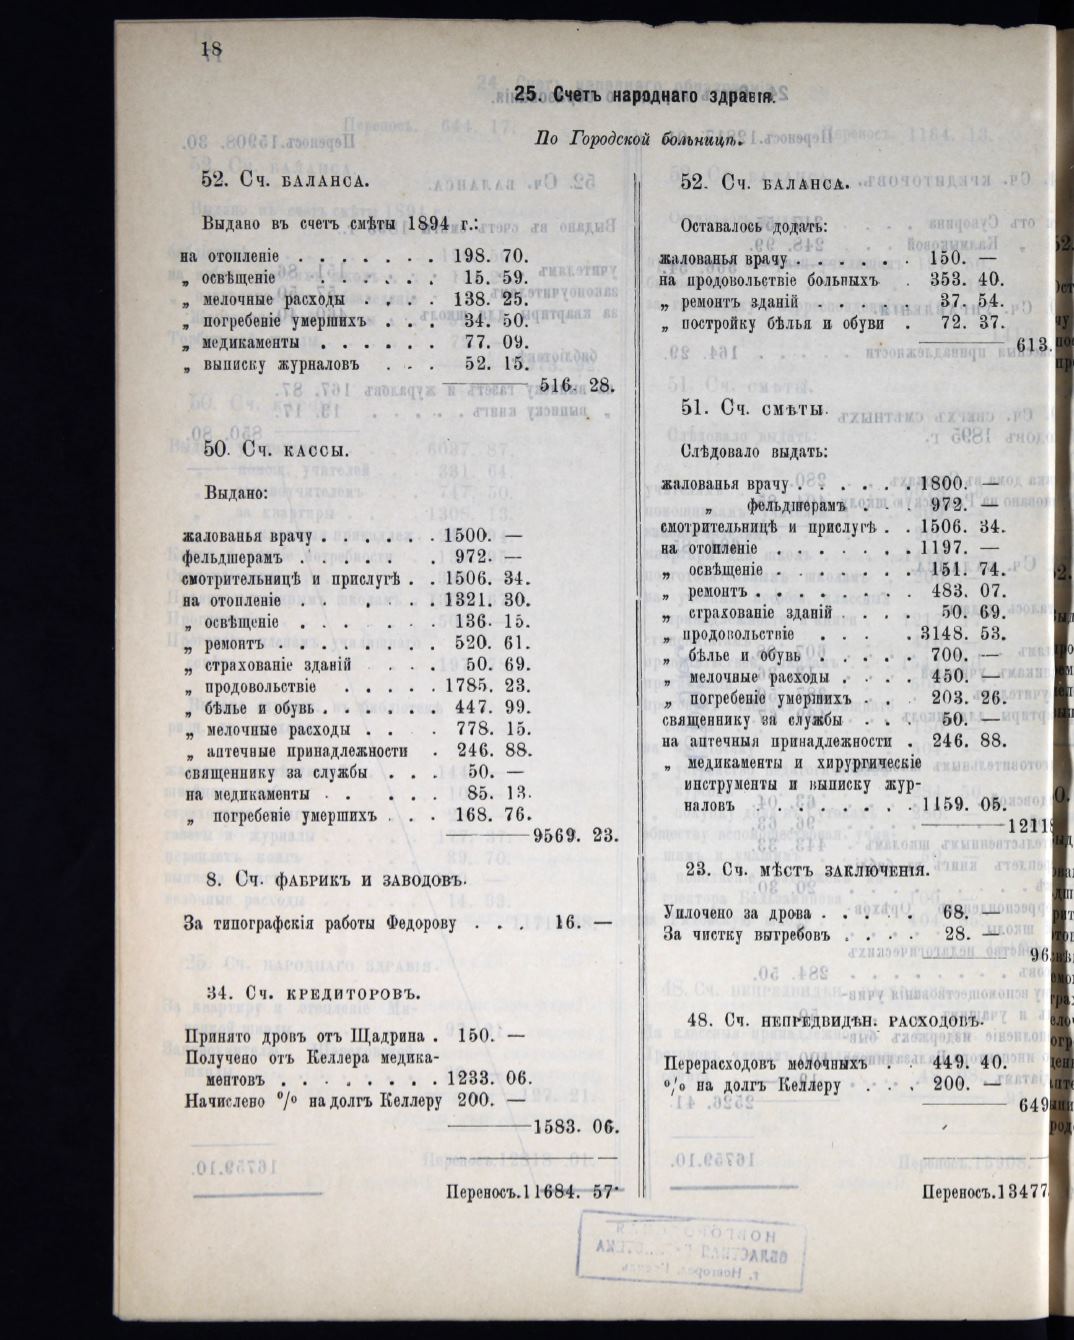 18
25. Счетъ народнаго здравія.
По Городской больницѣ.
52. Сч. БАЛАНСА.
Выдано въ счетъ смѣты 1894 г.:
на отопленіе . . . . . . . 198. 70.
„ освѣщеніе . . . . . . 15. 59.
„ мелочные расходы . . . . 138. 25.
„ погребеніе умершихъ . . . 34. 50.
„ медикаменты . . . . . . 77. 09.
„ выписку журналовъ . . . 52. 15.
516. 28.
50. Сч. КАССЫ.
Выдано:
жалованья врачу . . . . . . 1500. —
фельдшерамъ . . . . . . 972. —
смотрительницѣ и прислугѣ . . 1506. 34.
на отопленіе . . . . . . 1321. 30.
„ освѣщеніе . . . . . . 136. 15.
„ ремонтъ . . . . . . . 520. 61.
„ страхованіе зданій . . . . 50. 69.
„ продовольствіе . . . . . 1785. 23.
„ бѣлье и обувь . . . . . . 447. 99.
„ мелочные расходы . . . . 778. 15.
„ аптечные принадлежности . 246. 88.
священнику за службы . . . 50. —
на медикаменты . . . . . 85. 13.
„ погребеніе умершихъ . . . 168. 76.
9569. 23.
8. Сч. ФАБРИКЪ И ЗАВОДОВЪ.
За типографскія работы Федорову . . . 16. —
34. Сч. КРЕДИТОРОВЪ.
Принято дровъ отъ Щадрина . 150. —
Получено отъ Келлера медика-
ментовъ . . . . . . . . 1233. 06.
Начислено % на долгъ Келлеру 200. —
1583. 06.
Переносъ. 11684. 57.
52. Сч. БАЛАНСА.
Оставалось додать:
жалованья врачу . . . . . . 150. —
на продовольствіе больныхъ . 353. 40.
„ ремонтъ зданій . . . . . 37. 54.
„ постройку бѣлья и обуви . 72. 37.
613.
51. Сч. СМѢТЫ.
Слѣдовало выдать:
жалованья врачу . . . . . . 1800. —
„ фельдшерамъ . . . 972. —
смотрительницѣ и прислугѣ . . 1506. 34.
на отопленіе . . . . . . . 1197. —
„ освѣщеніе . . . . . . . 151. 74.
„ ремонтъ . . . . . . . . 483. 07.
„ страхованіе зданій . . . . 50. 69.
„ продовольствіе . . . . . 3148. 53.
„ бѣлье и обувь . . . . . 700. —
„ мелочные расходы . . . . 450. —
„ погребеніе умершихъ . . 203. 26.
священнику за службы . . . 50. —
на аптечныя принадлежности . 246. 88.
„ медикаменты и хирургическіе
инструменты и выписку жур-
наловъ . . . . . . . . 1159. 05.
1211
23. Сч. МѢСТЪ ЗАКЛЮЧЕНІЯ.
Уплочено за дрова . . . . . 68. —
За чистку выгребовъ . . . . 28. —
96
48. Сч. НЕПРЕДВИДѢН. РАСХОДОВЪ.
Перерасходовъ мелочныхъ . . 449. 40.
% на долгъ Келлеру . . . . 200. —
649
Переносъ. 13477